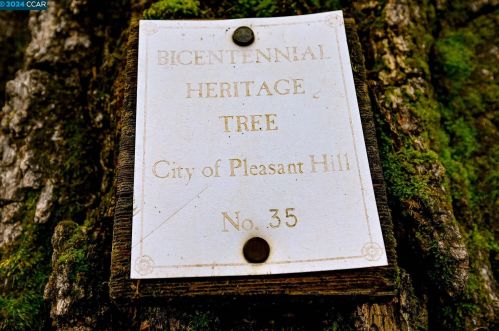 ©2024 CCAR
BICENTENNIAL
HERITAGE
TREE
City of Pleasant Hill
No. 35